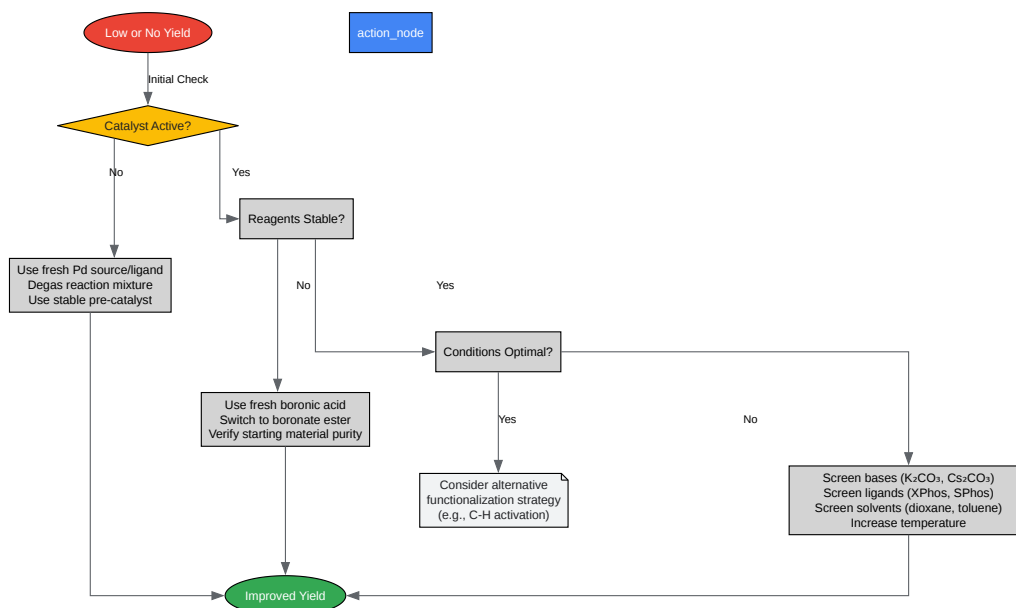 Low or No Yield
action_node
Initial Check
Catalyst Active?
No
Yes
Reagents Stable?
Use fresh Pd source/ligand
Degas reaction mixture
Use stable pre-catalyst
No
Yes
Conditions Optimal?
Use fresh boronic acid
Switch to boronate ester
Verify starting material purity
Yes
No
Consider alternative
functionalization strategy
(e.g., C-H activation)
Screen bases (K₂CO₃, Cs₂CO₃)
Screen ligands (XPhos, SPhos)
Screen solvents (dioxane, toluene)
Increase temperature
Improved Yield